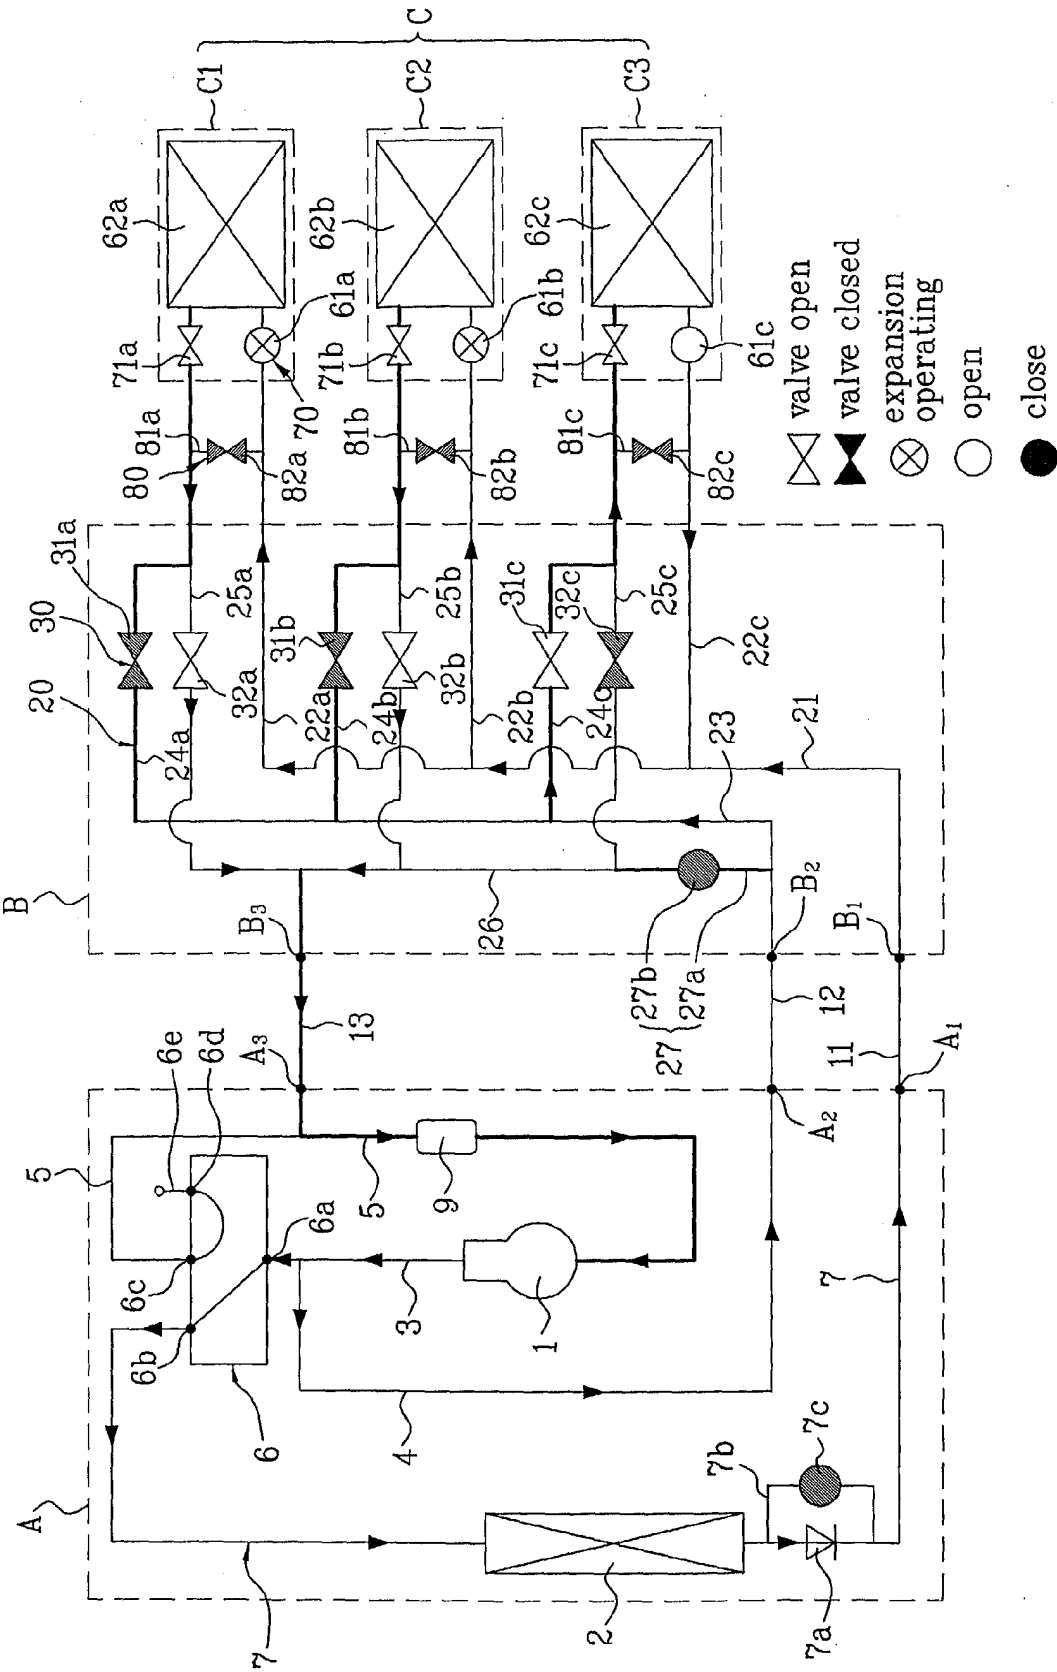 A
B
5
20
30
31a
6e
6d
6c
6b
24a
32a
25a
80
81a
71a
62a
C1
7
6
6a
B3
A3
22a
31b
82a
70
61a
13
5
3
4
9
24b
32b
25b
81b
71b
62b
C2
C
26
1
22b
31c
82b
61b
2
24c
32c
25c
81c
71c
62c
C3
27
27b
27a
22c
82c
61c
7b
7c
7a
7
A2
12
B2
23
21
11
A1
B1
valve open
valve closed
expansion
operating
open
close